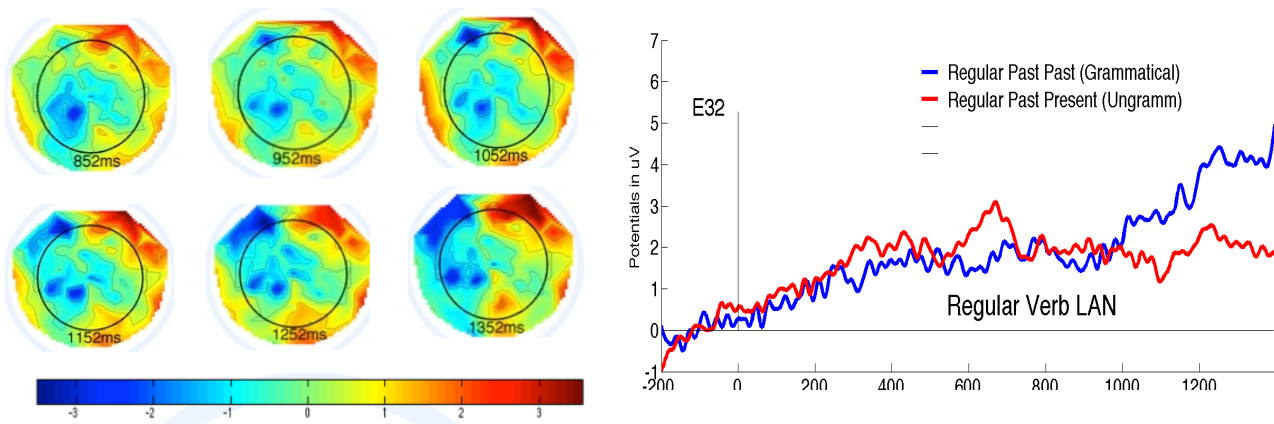 852ms
952ms
1052ms
1152ms
1252ms
1352ms
-3 -2 -1 0 1 2 3
7
6
5
4
3
2
1
0
-1
Potentials in uV
E32
Regular Past Past (Grammatical)
Regular Past Present (Ungramm)
Regular Verb LAN
-200 0 200 400 600 800 1000 1200